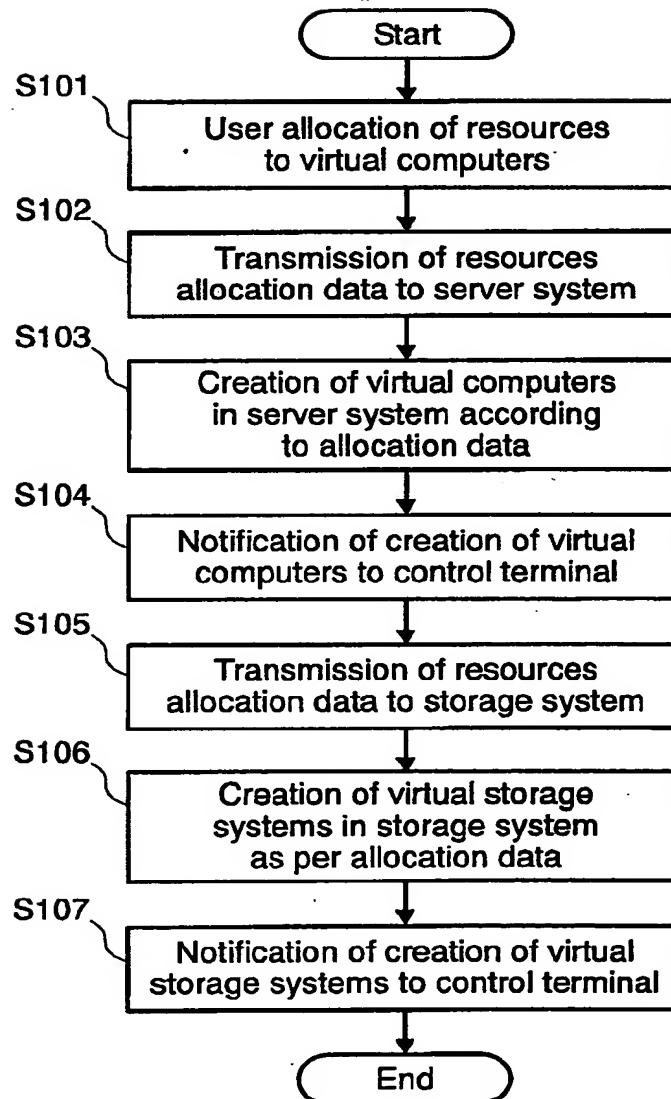 Start
S101
User allocation of resources
to virtual computers
S102
Transmission of resources
allocation data to server system
S103
Creation of virtual computers
in server system according
to allocation data
S104
Notification of creation of virtual
computers to control terminal
S105
Transmission of resources
allocation data to storage system
S106
Creation of virtual storage
systems in storage system
as per allocation data
S107
Notification of creation of virtual
storage systems to control terminal
End